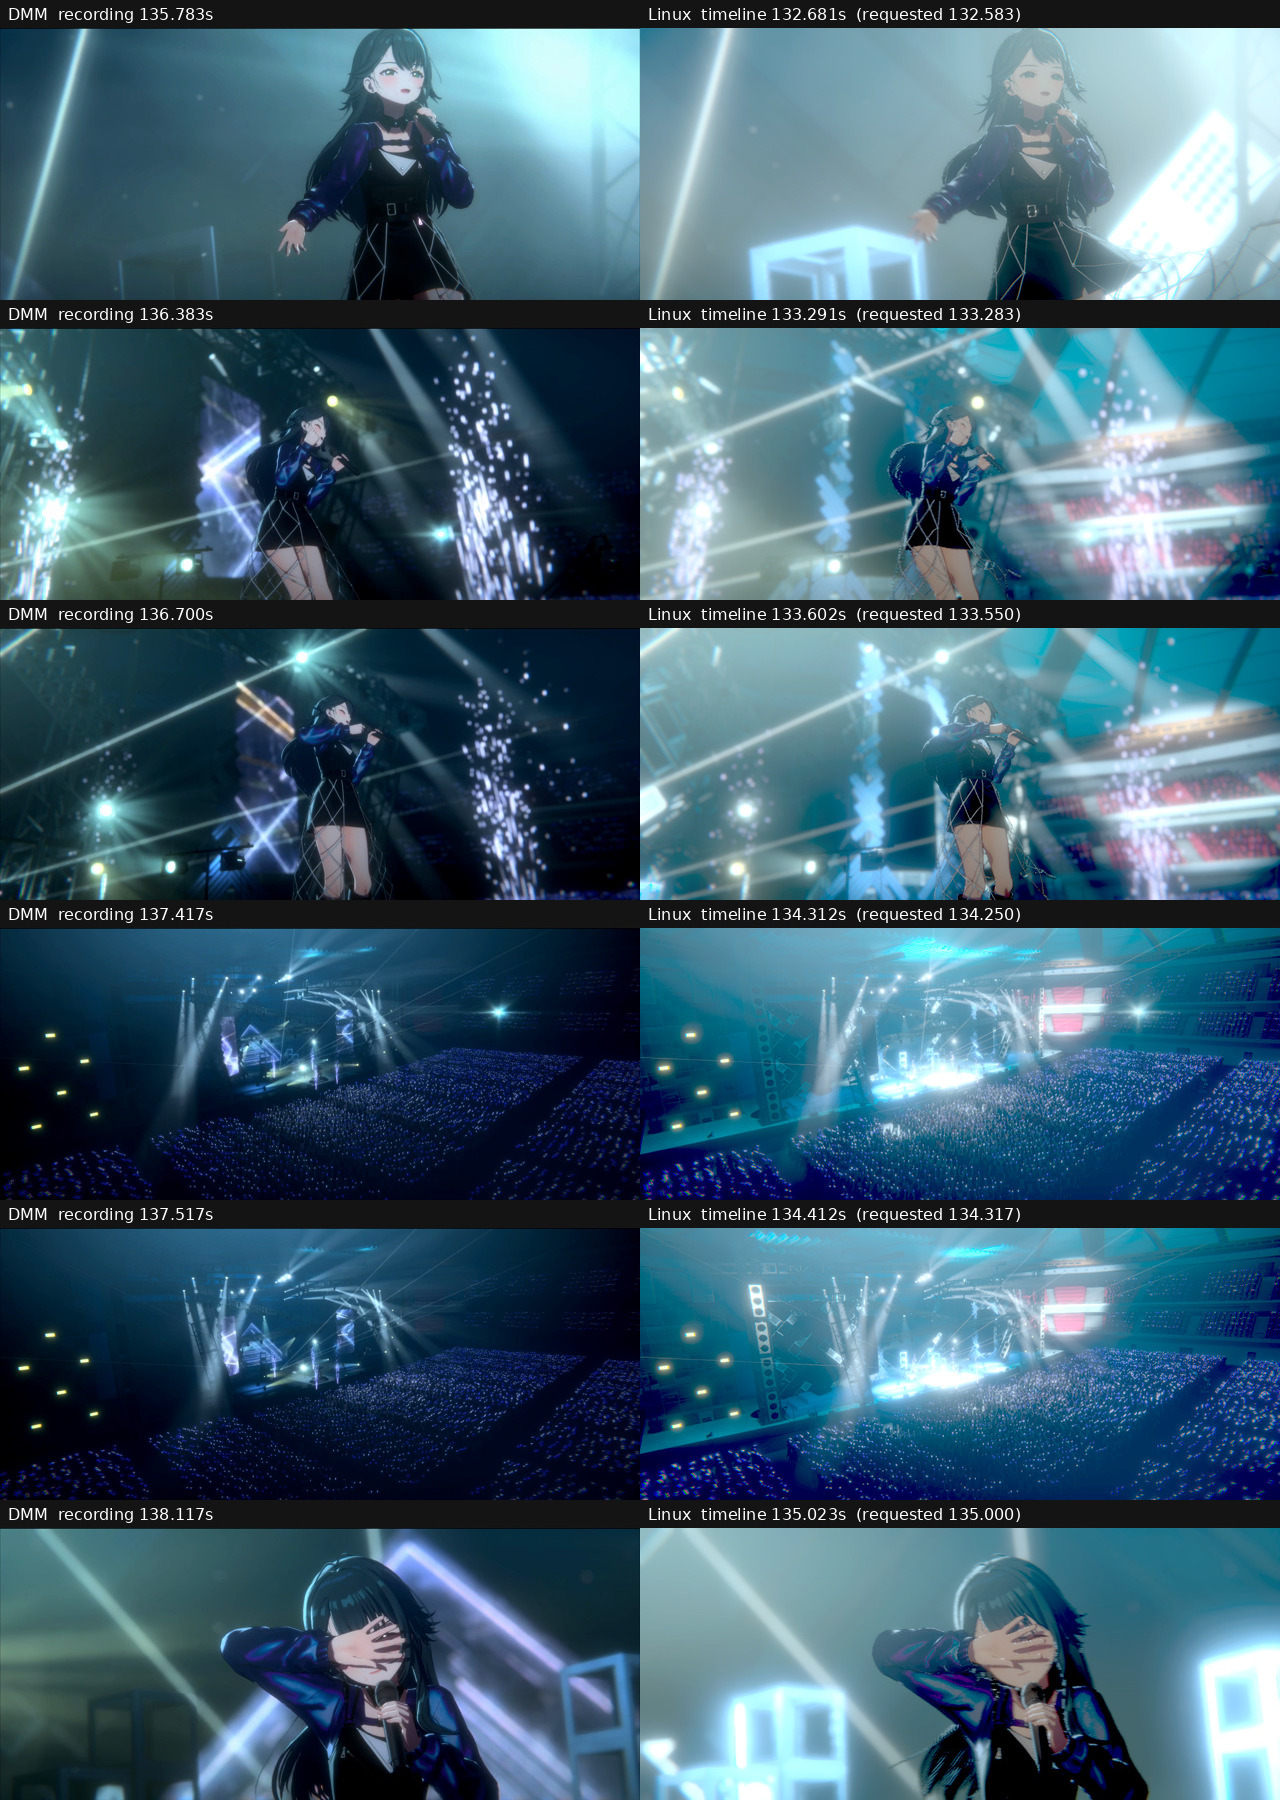 DMM  recording 135.783s
Linux  timeline 132.681s  (requested 132.583)
DMM  recording 136.383s
Linux  timeline 133.291s  (requested 133.283)
DMM  recording 136.700s
Linux  timeline 133.602s  (requested 133.550)
DMM  recording 137.417s
Linux  timeline 134.312s  (requested 134.250)
DMM  recording 137.517s
Linux  timeline 134.412s  (requested 134.317)
DMM  recording 138.117s
Linux  timeline 135.023s  (requested 135.000)